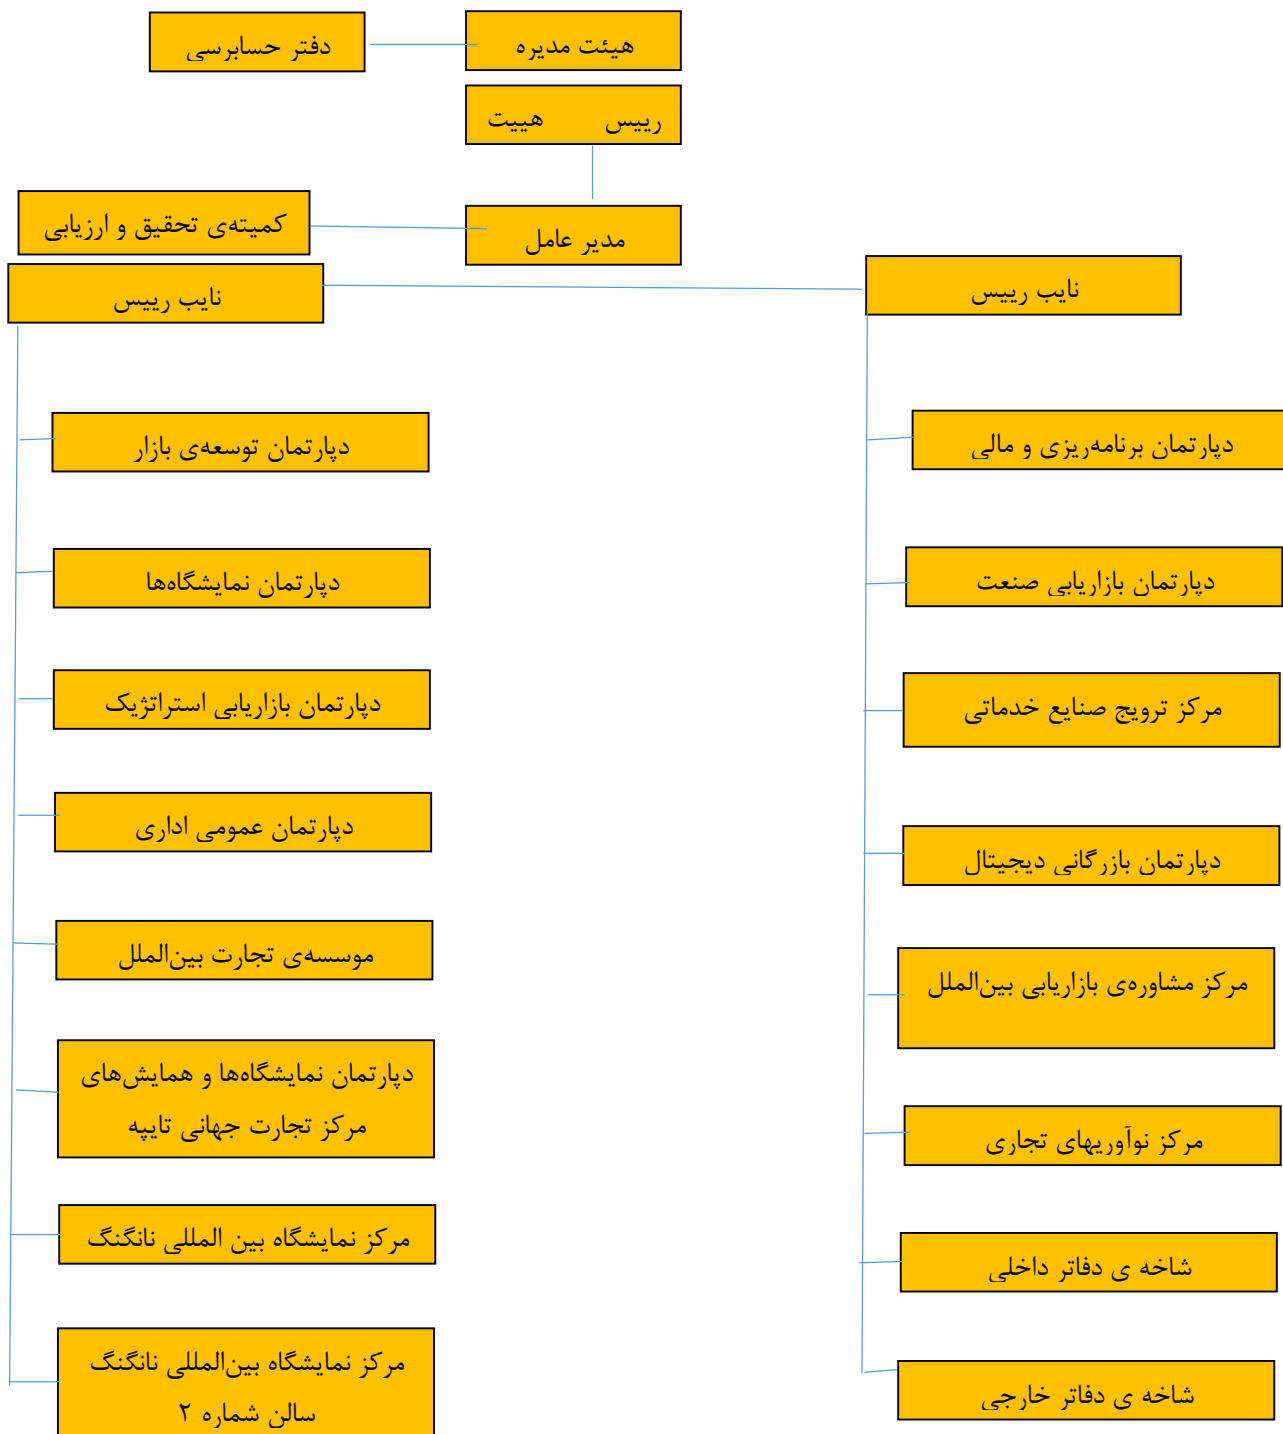 هیئت مدیره
دفتر حسابرسی
رییس هییت
مدیر عامل
کمیته‌ی تحقیق و ارزیابی
نایب رییس
دپارتمان برنامه‌ریزی و مالی
دپارتمان بازاریابی صنعت
مرکز ترویج صنایع خدماتی
دپارتمان بازرگانی دیجیتال
مرکز مشاوره‌ی بازاریابی بین‌الملل
مرکز نوآوریهای تجاری
شاخه ی دفاتر داخلی
شاخه ی دفاتر خارجی
نایب رییس
دپارتمان توسعه‌ی بازار
دپارتمان نمایشگاه‌ها
دپارتمان بازاریابی استراتژیک
دپارتمان عمومی اداری
موسسه‌ی تجارت بین‌الملل
دپارتمان نمایشگاه‌ها و همایش‌های
مرکز تجارت جهانی تایپه
مرکز نمایشگاه بین المللی نانگنگ
مرکز نمایشگاه بین‌المللی نانگنگ
سالن شماره ۲